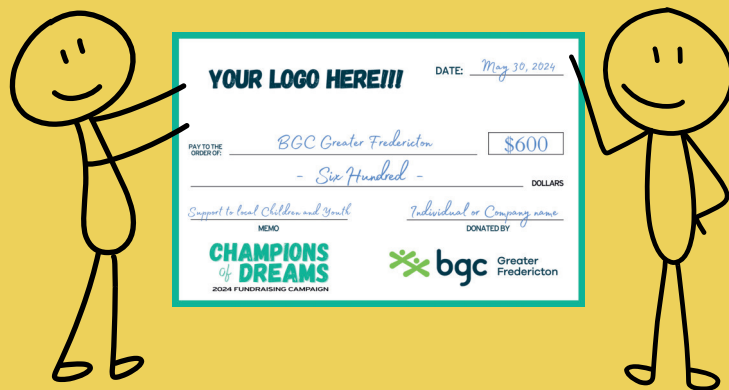 YOUR LOGO HERE!!!
DATE: May 30, 2024
PAY TO THE
ORDER OF: BGC Greater Fredericton $600
- Six Hundred - DOLLARS
Support to local Children and Youth Individual or Company name
MEMO DONATED BY
CHAMPIONS
of DREAMS
2024 FUNDRAISING CAMPAIGN
bgc Greater
Fredericton